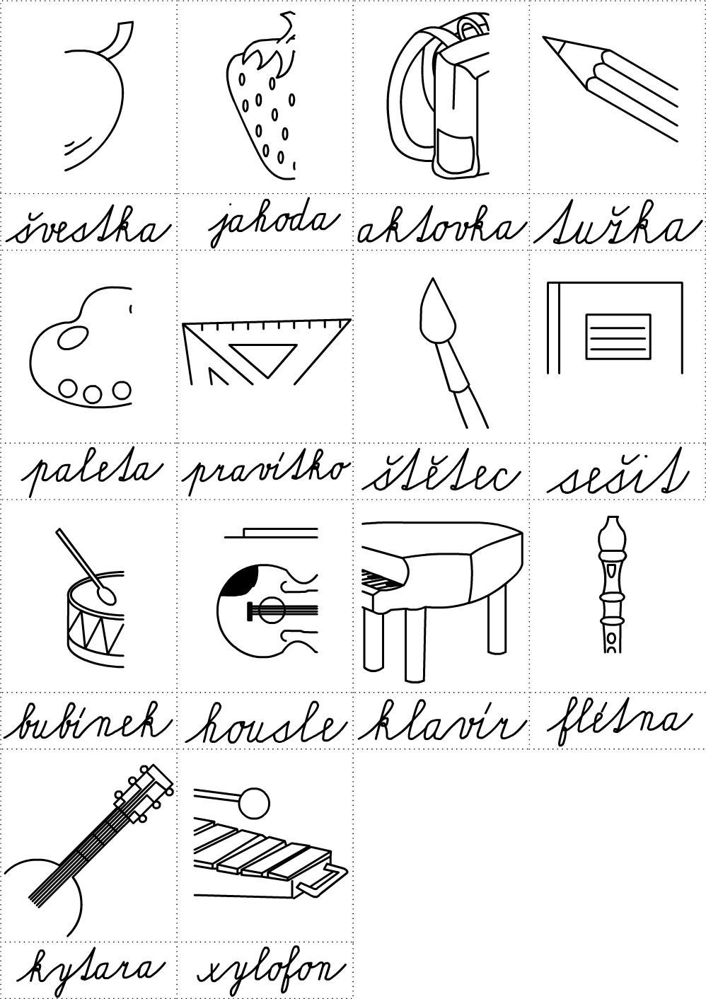 švestka jahoda aktovka tužka
paleta pravítko štětec sešit
bubínek housle klavír flétna
kytara xylofon